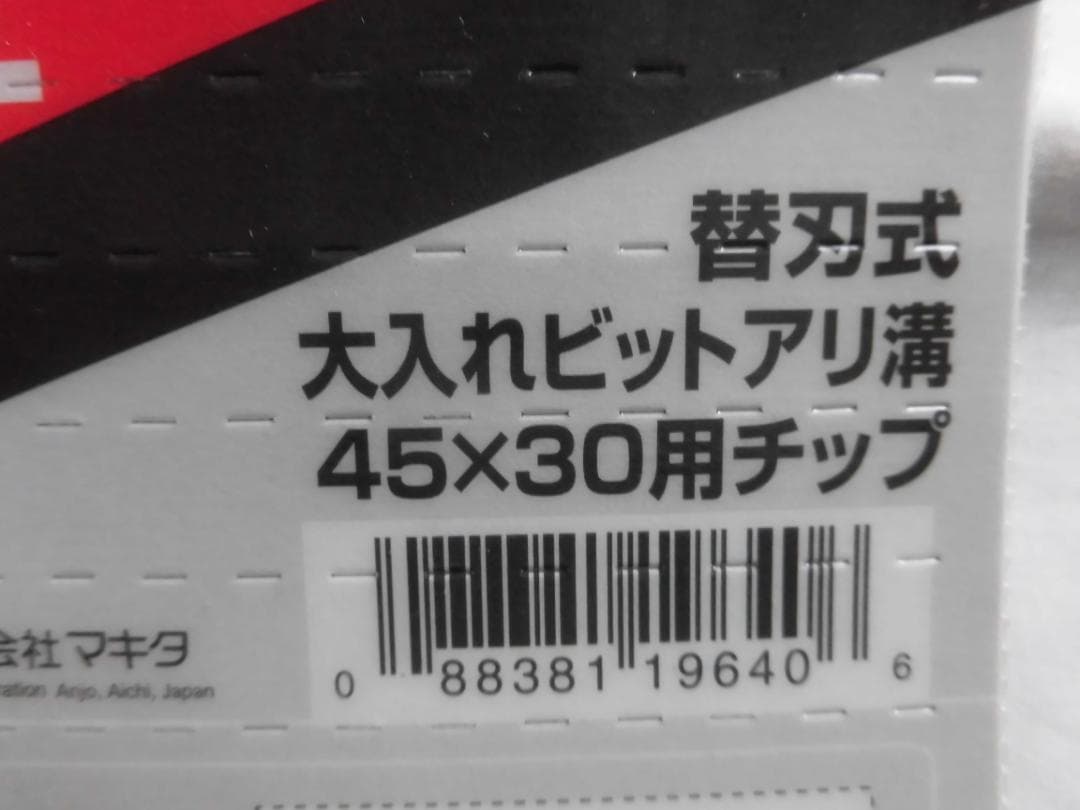 替刃式
大入れビットアリ溝
45×30用チップ
会社マキタ
ration Anjo, Aichi, Japan
0 88381 19640 6